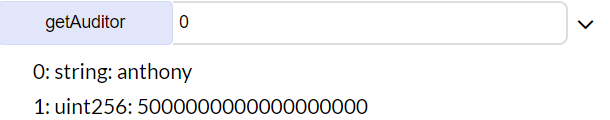 getAuditor 0
0: string: anthony
1: uint256: 5000000000000000000